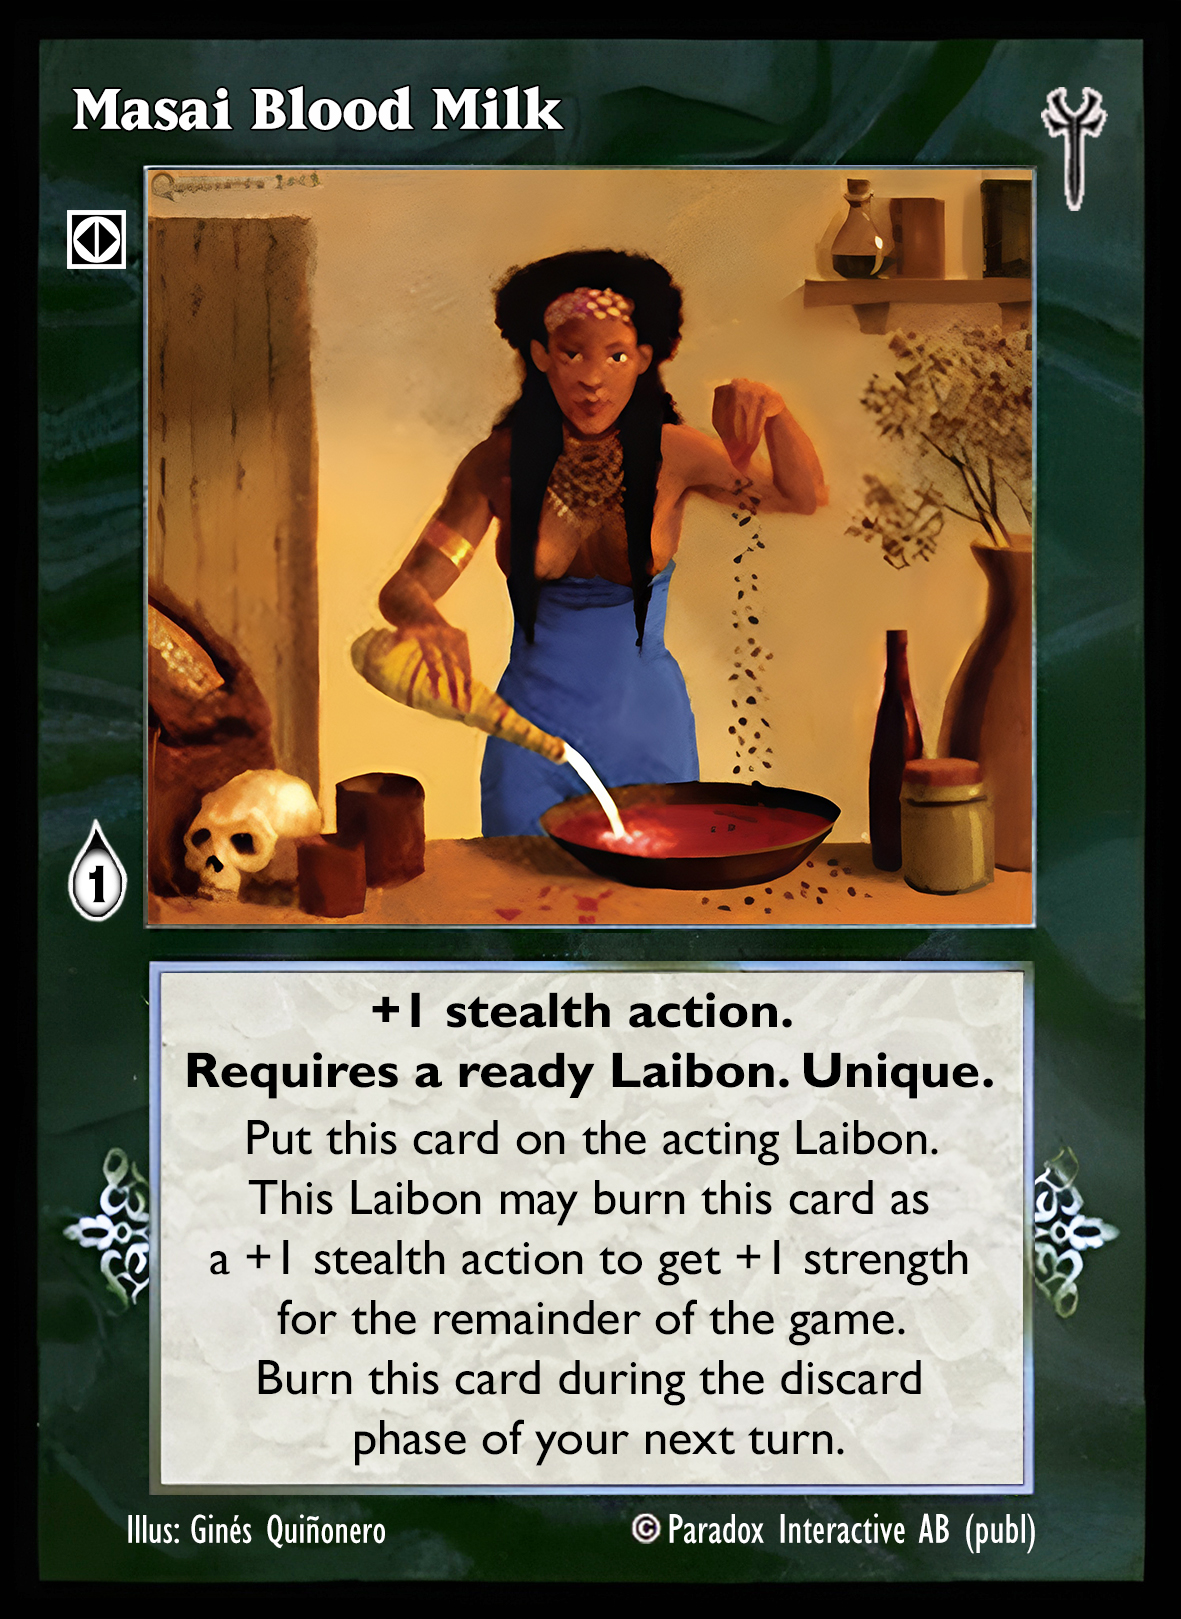 Masai Blood Milk
1
+1 stealth action.
Requires a ready Laibon. Unique.
Put this card on the acting Laibon.
This Laibon may burn this card as
a +1 stealth action to get +1 strength
for the remainder of the game.
Burn this card during the discard
phase of your next turn.
Illus: Ginés Quiñonero
© Paradox Interactive AB (publ)